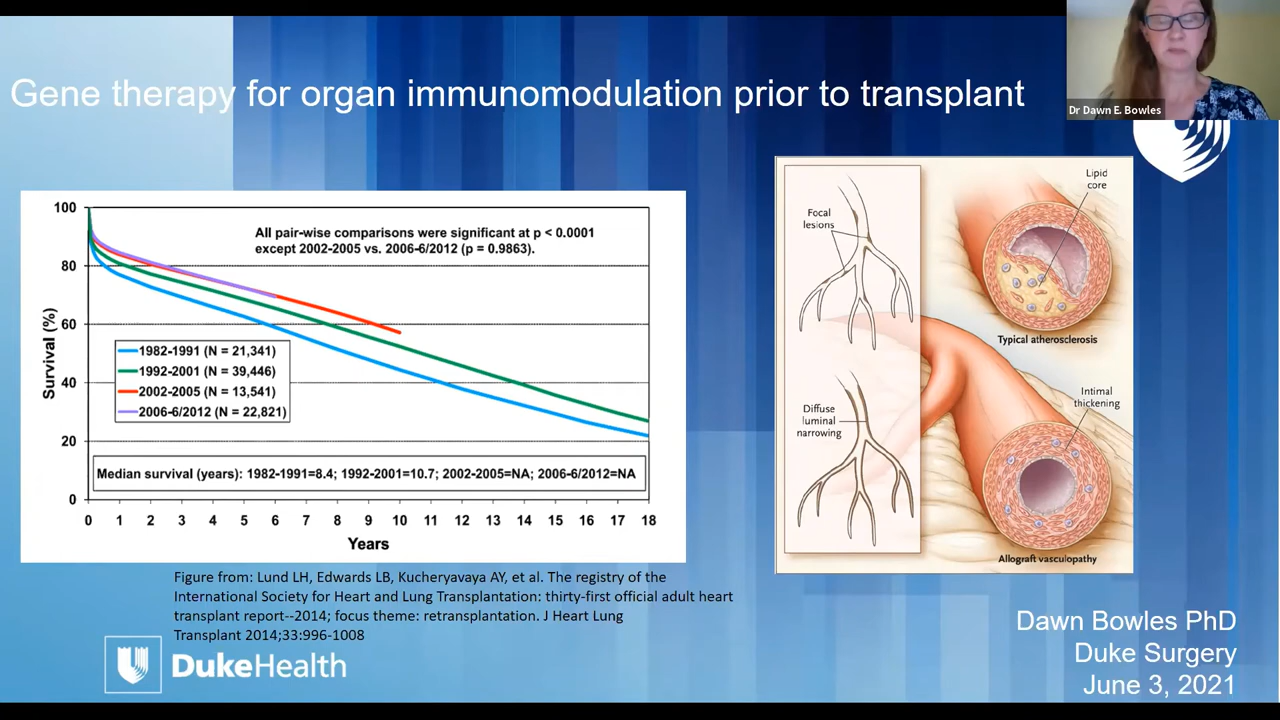 Gene therapy for organ immunomodulation prior to transplant
Dr Dawn E. Bowles
All pair-wise comparisons were significant at p < 0.0001
except 2002-2005 vs. 2006-6/2012 (p = 0.9863).
Survival (%)
100
80
60
40
20
0
1982-1991 (N = 21,341)
1992-2001 (N = 39,446)
2002-2005 (N = 13,541)
2006-6/2012 (N = 22,821)
Median survival (years): 1982-1991=8.4; 1992-2001=10.7; 2002-2005=NA; 2006-6/2012=NA
0 1 2 3 4 5 6 7 8 9 10 11 12 13 14 15 16 17 18
Years
Figure from: Lund LH, Edwards LB, Kucheryavaya AY, et al. The registry of the
International Society for Heart and Lung Transplantation: thirty-first official adult heart
transplant report--2014; focus theme: retransplantation. J Heart Lung
Transplant 2014;33:996-1008
DukeHealth
Focal
lesions
Lipid
core
Typical atherosclerosis
Diffuse
luminal
narrowing
Intimal
thickening
Allograft vasculopathy
Dawn Bowles PhD
Duke Surgery
June 3, 2021